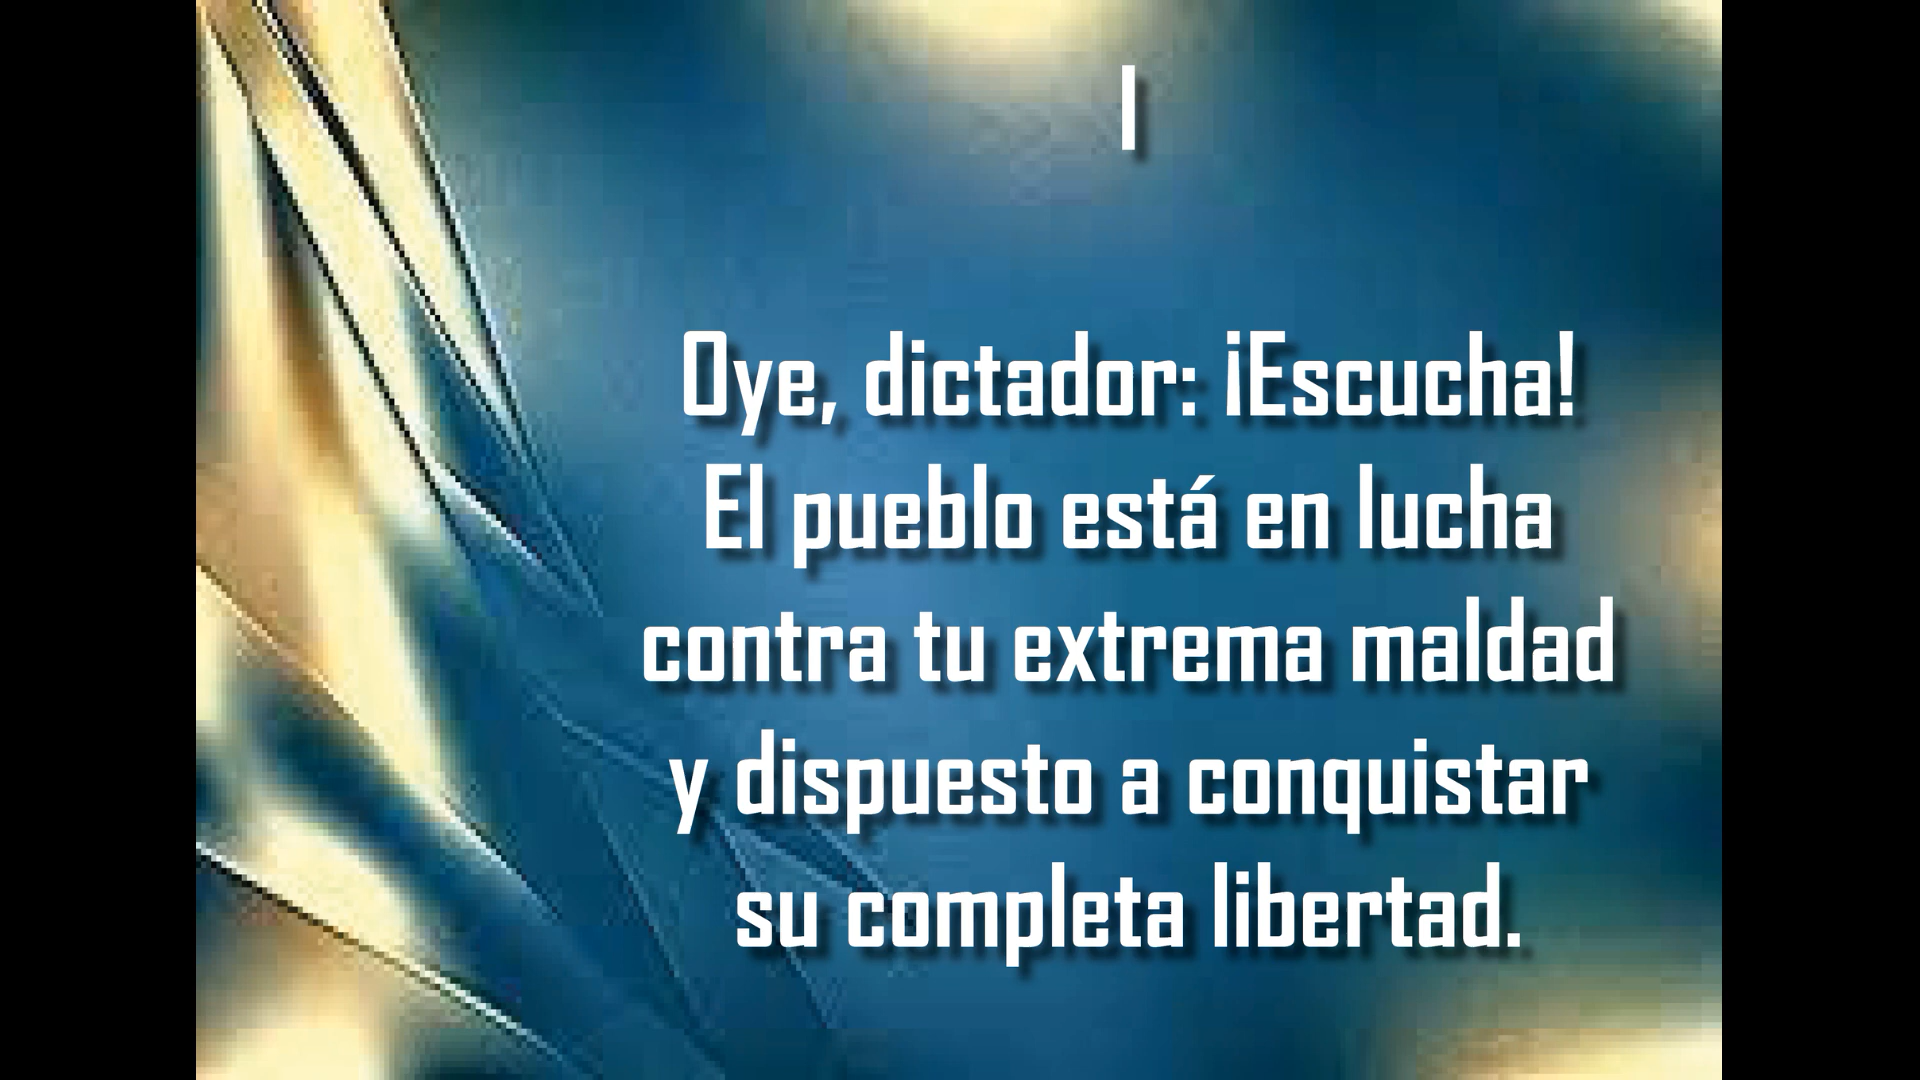 I
Oye, dictador: ¡Escucha!
El pueblo está en lucha
contra tu extrema maldad
y dispuesto a conquistar
su completa libertad.